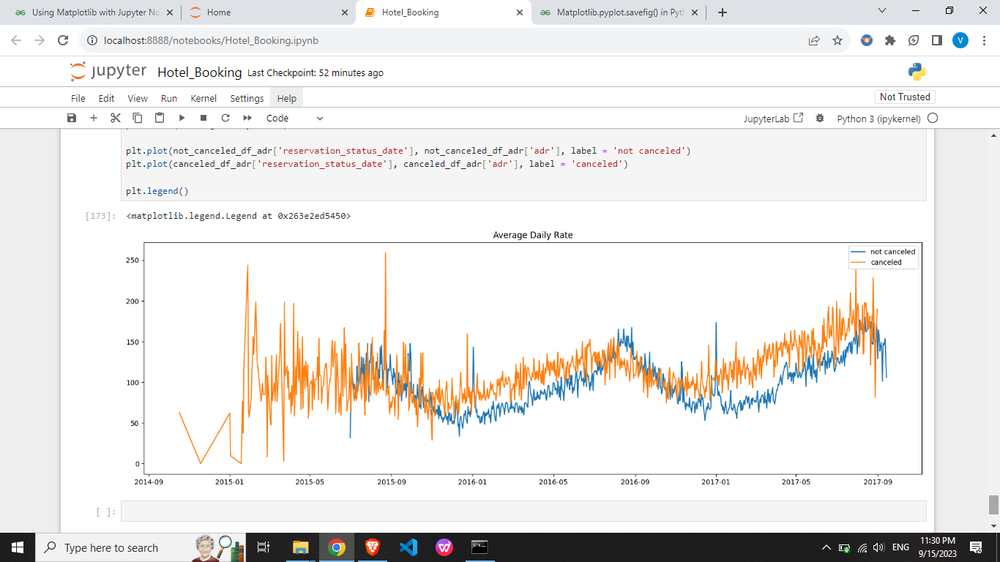 Using Matplotlib with Jupyter No
Home
Hotel_Booking
Matplotlib.pyplot.savefig() in Pyt
localhost:8888/notebooks/Hotel_Booking.ipynb
V
jupyter Hotel_Booking Last Checkpoint: 52 minutes ago
File Edit View Run Kernel Settings Help
Not Trusted
Code
JupyterLab
Python 3 (ipykernel)
plt.plot(not_canceled_df_adr['reservation_status_date'], not_canceled_df_adr['adr'], label = 'not canceled')
plt.plot(canceled_df_adr['reservation_status_date'], canceled_df_adr['adr'], label = 'canceled')
plt.legend()
[173]: <matplotlib.legend.Legend at 0x263e2ed5450>
Average Daily Rate
not canceled
canceled
250
200
150
100
50
0
2014-09 2015-01 2015-05 2015-09 2016-01 2016-05 2016-09 2017-01 2017-05 2017-09
[ ]:
Type here to search
ENG
11:30 PM
9/15/2023